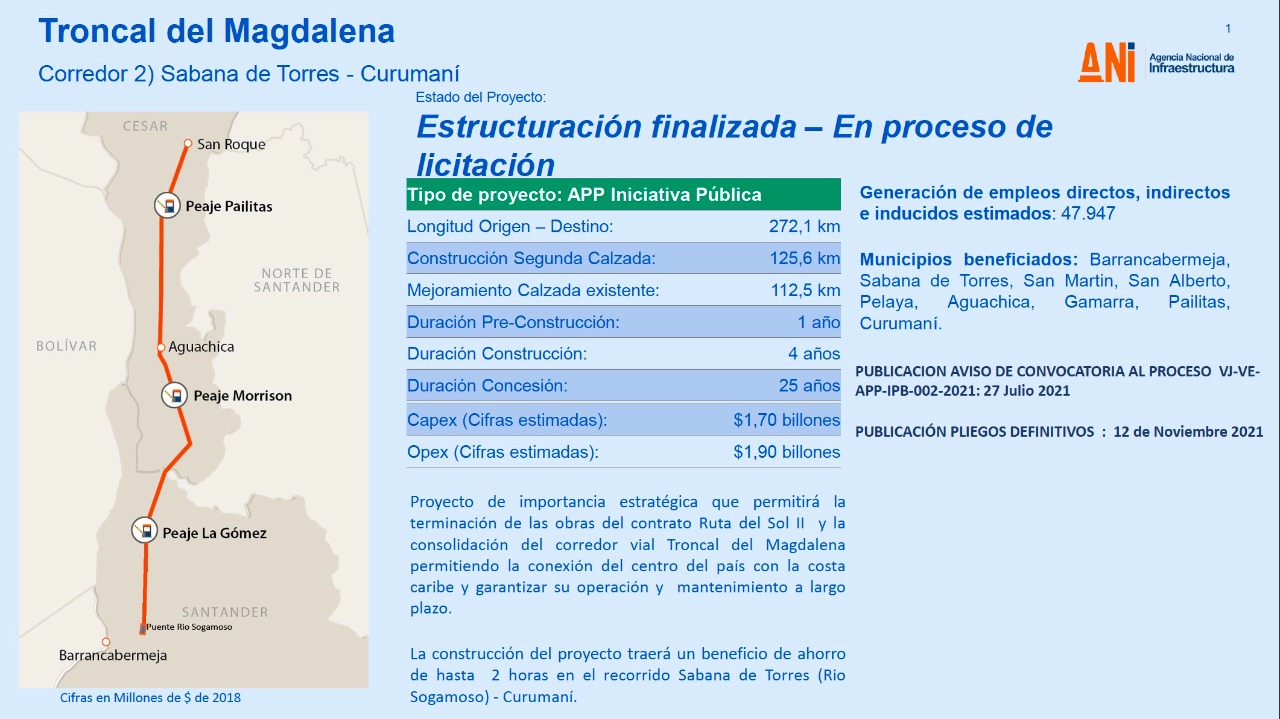 Troncal del Magdalena
Corredor 2) Sabana de Torres - Curumaní
1
ANi
Agencia Nacional de
Infraestructura
Estado del Proyecto:
Estructuración finalizada – En proceso de
licitación
CESAR
San Roque
Peaje Pailitas
NORTE DE
SANTANDER
BOLÍVAR
Aguachica
Peaje Morrison
Peaje La Gómez
SANTANDER
Puente Rio Sogamoso
Barrancabermeja
Cifras en Millones de $ de 2018
Tipo de proyecto: APP Iniciativa Pública
Longitud Origen – Destino: 272,1 km
Construcción Segunda Calzada: 125,6 km
Mejoramiento Calzada existente: 112,5 km
Duración Pre-Construcción: 1 año
Duración Construcción: 4 años
Duración Concesión: 25 años
Capex (Cifras estimadas): $1,70 billones
Opex (Cifras estimadas): $1,90 billones
Proyecto de importancia estratégica que permitirá la
terminación de las obras del contrato Ruta del Sol II y la
consolidación del corredor vial Troncal del Magdalena
permitiendo la conexión del centro del país con la costa
caribe y garantizar su operación y mantenimiento a largo
plazo.
La construcción del proyecto traerá un beneficio de ahorro
de hasta 2 horas en el recorrido Sabana de Torres (Rio
Sogamoso) - Curumaní.
Generación de empleos directos, indirectos
e inducidos estimados: 47.947
Municipios beneficiados: Barrancabermeja,
Sabana de Torres, San Martin, San Alberto,
Pelaya, Aguachica, Gamarra, Pailitas,
Curumaní.
PUBLICACION AVISO DE CONVOCATORIA AL PROCESO VJ-VE-
APP-IPB-002-2021: 27 Julio 2021
PUBLICACIÓN PLIEGOS DEFINITIVOS : 12 de Noviembre 2021